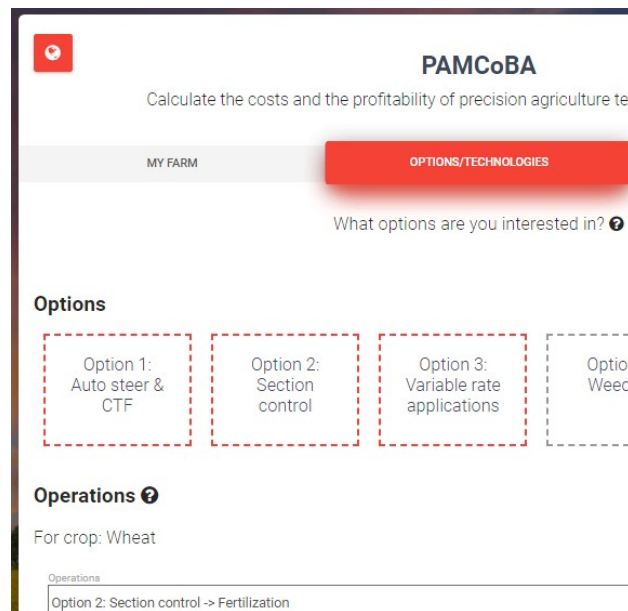 PAMCoBA
Calculate the costs and the profitability of precision agriculture te
MY FARM
OPTIONS/TECHNOLOGIES
What options are you interested in?
Options
Option 1:
Auto steer &
CTF
Option 2:
Section
control
Option 3:
Variable rate
applications
Optio
Weed
Operations
For crop: Wheat
Operations
Option 2: Section control -> Fertilization